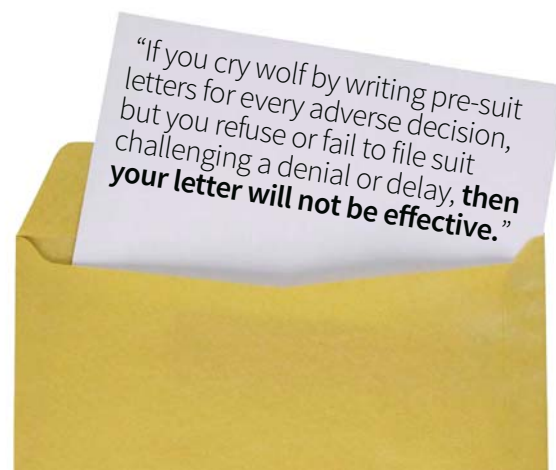 “If you cry wolf by writing pre-suit
letters for every adverse decision,
but you refuse or fail to file suit
challenging a denial or delay, then
your letter will not be effective.”